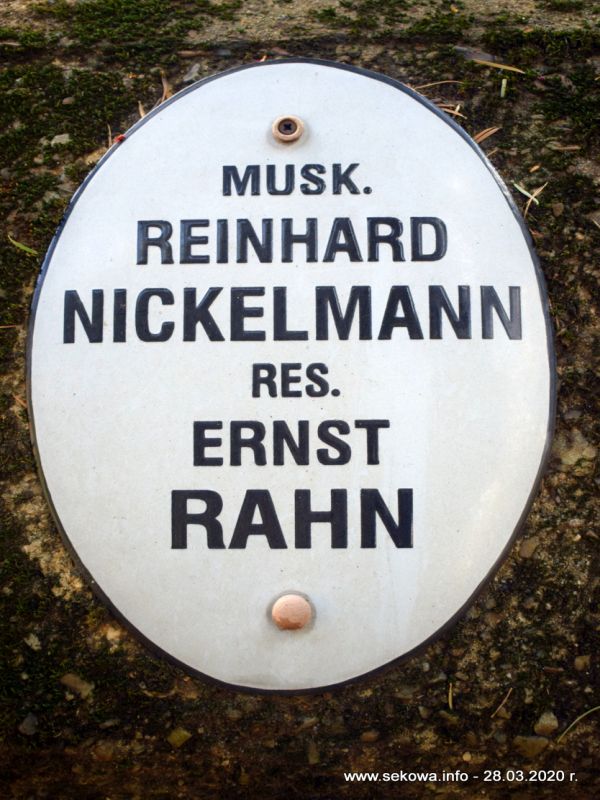 MUSK.
REINHARD
NICKELMANN
RES.
ERNST
RAHN
www.sekowa.info - 28.03.2020 r.